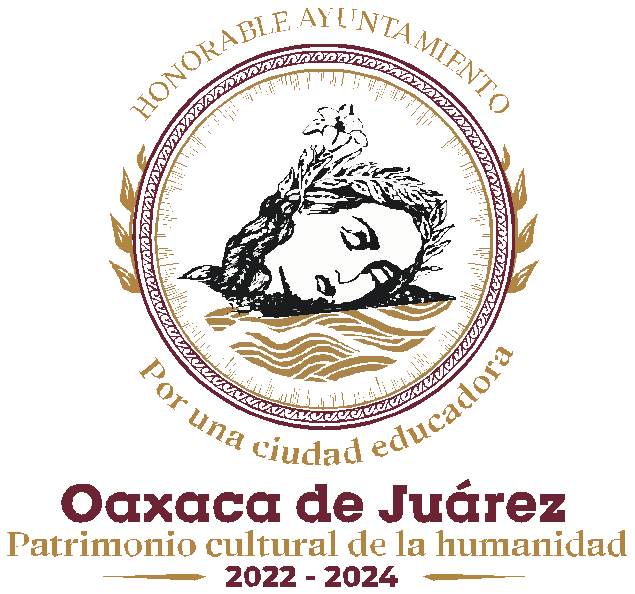 HONORABLE AYUNTAMIENTO
Por una ciudad educadora
Oaxaca de Juárez
Patrimonio cultural de la humanidad
2022 - 2024